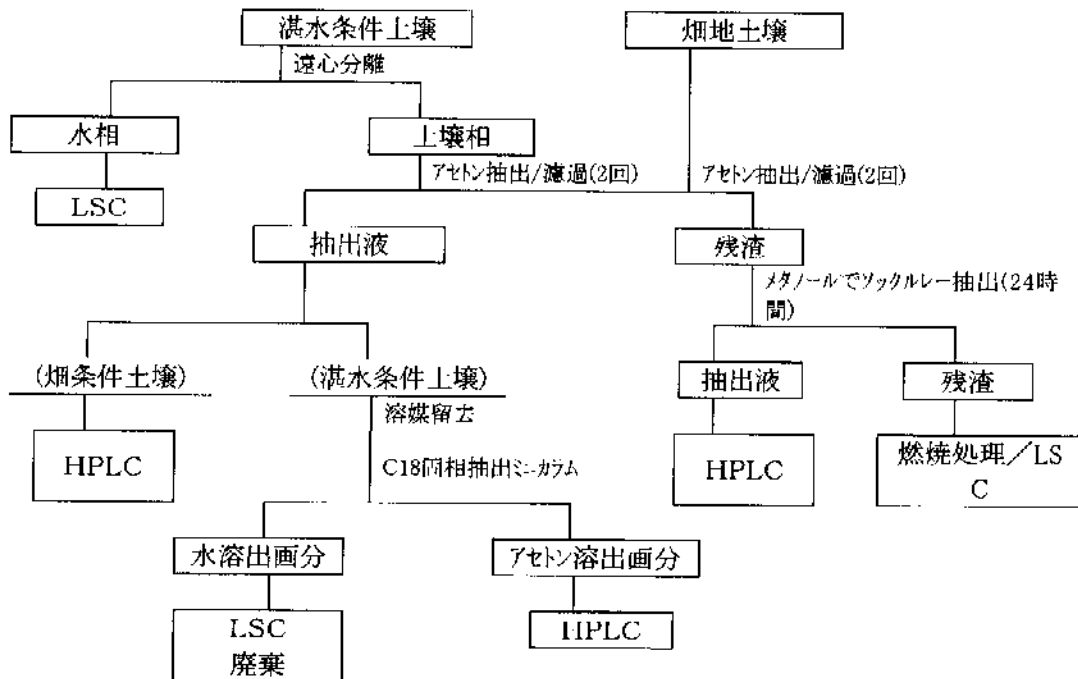 湛水条件土壌
畑地土壌
遠心分離
水相
土壌相
アセトン抽出/濾過(2回)
アセトン抽出/濾過(2回)
LSC
抽出液
残渣
メタノールでソックルレー抽出(24時
間)
(畑条件土壌)
(湛水条件土壌)
抽出液
残渣
溶媒留去
HPLC
C18固相抽出ミニカラム
HPLC
燃焼処理／LS
C
水溶出画分
アセトン溶出画分
LSC
廃棄
HPLC